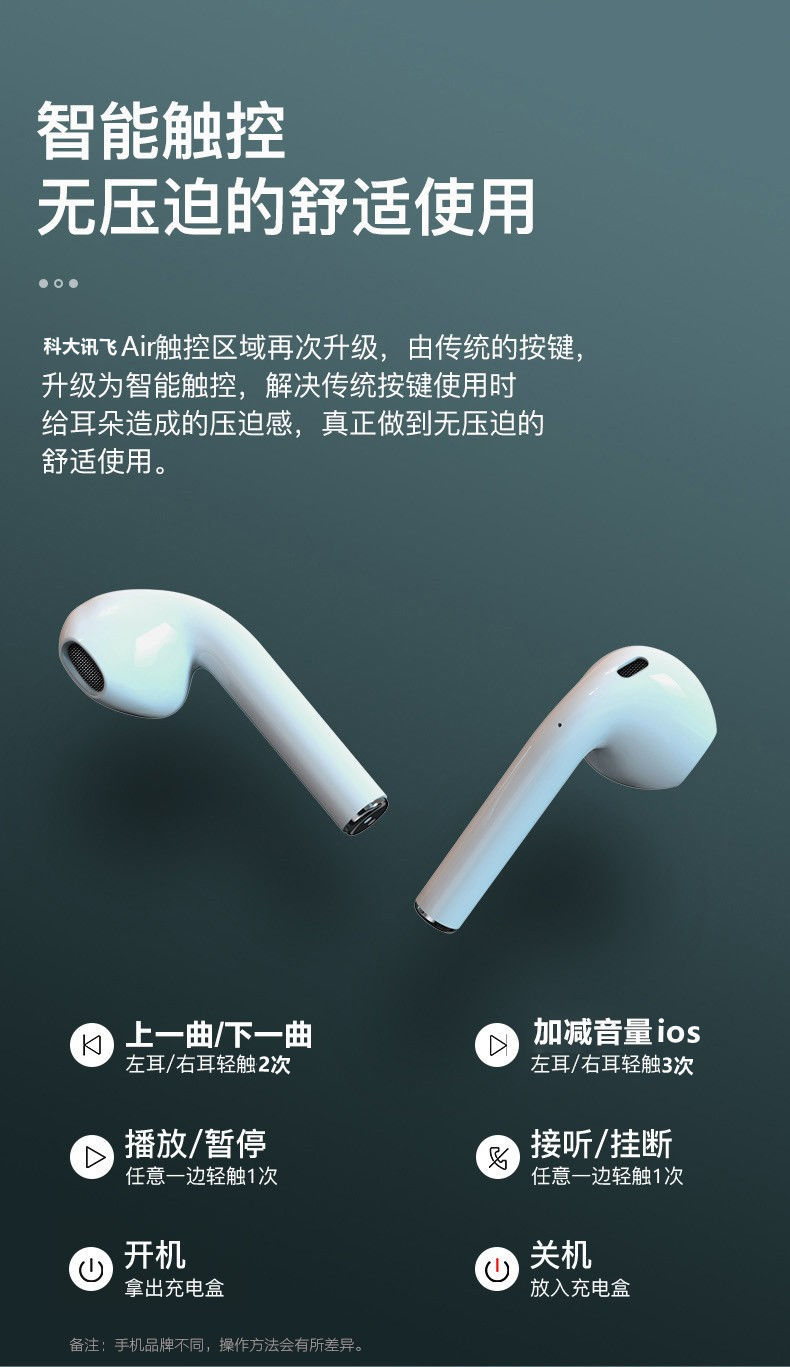 智能触控
无压迫的舒适使用
科大讯飞 Air触控区域再次升级，由传统的按键，
升级为智能触控，解决传统按键使用时
给耳朵造成的压迫感，真正做到无压迫的
舒适使用。
上一曲/下一曲
左耳/右耳轻触2次
加减音量ios
左耳/右耳轻触3次
播放/暂停
任意一边轻触1次
接听/挂断
任意一边轻触1次
开机
拿出充电盒
关机
放入充电盒
备注：手机品牌不同，操作方法会有所差异。